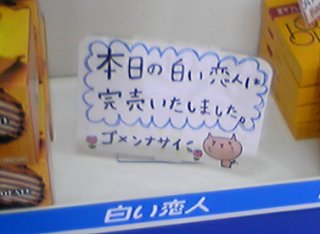 本日の白い恋人は
完売いたしました。
ゴメンナサイ
白い恋人